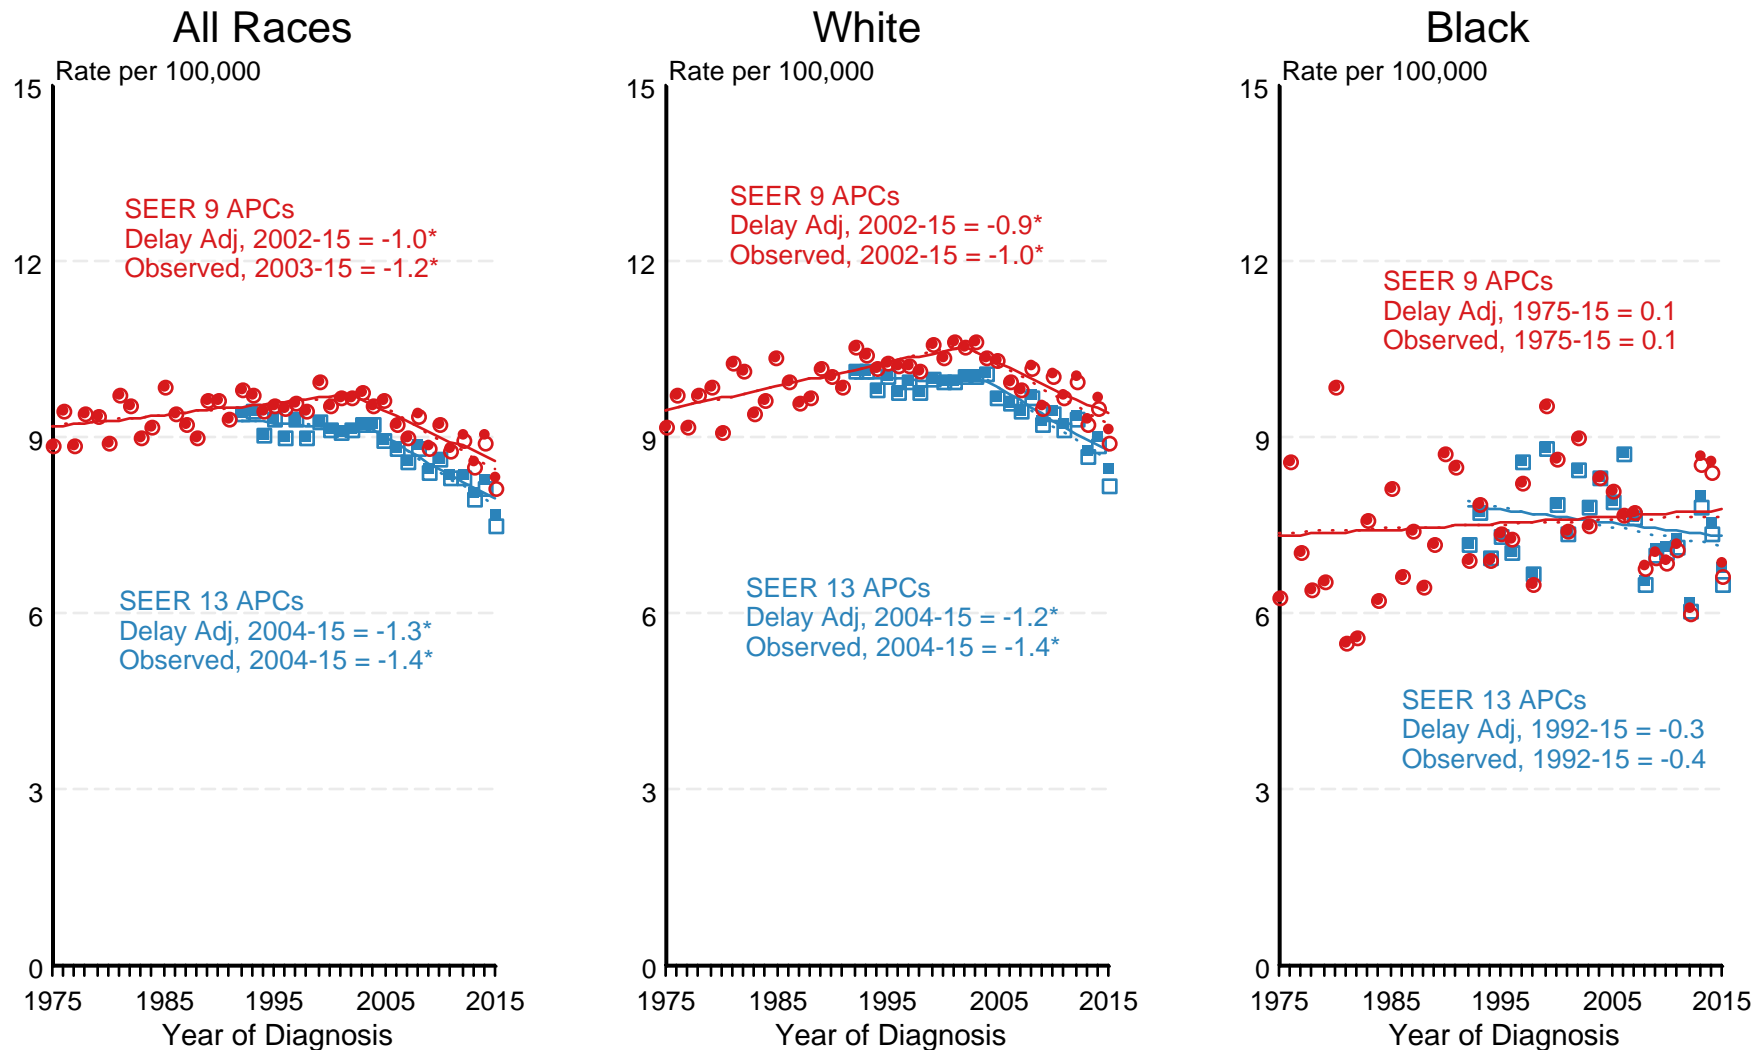 All Races
Rate per 100,000
15
12
9
6
3
0
SEER 9 APCs
Delay Adj, 2002-15 = -1.0*
Observed, 2003-15 = -1.2*
SEER 13 APCs
Delay Adj, 2004-15 = -1.3*
Observed, 2004-15 = -1.4*
1975 1985 1995 2005 2015
Year of Diagnosis
White
Rate per 100,000
15
12
9
6
3
0
SEER 9 APCs
Delay Adj, 2002-15 = -0.9*
Observed, 2002-15 = -1.0*
SEER 13 APCs
Delay Adj, 2004-15 = -1.2*
Observed, 2004-15 = -1.4*
1975 1985 1995 2005 2015
Year of Diagnosis
Black
Rate per 100,000
15
12
9
6
3
0
SEER 9 APCs
Delay Adj, 1975-15 = 0.1
Observed, 1975-15 = 0.1
SEER 13 APCs
Delay Adj, 1992-15 = -0.3
Observed, 1992-15 = -0.4
1975 1985 1995 2005 2015
Year of Diagnosis